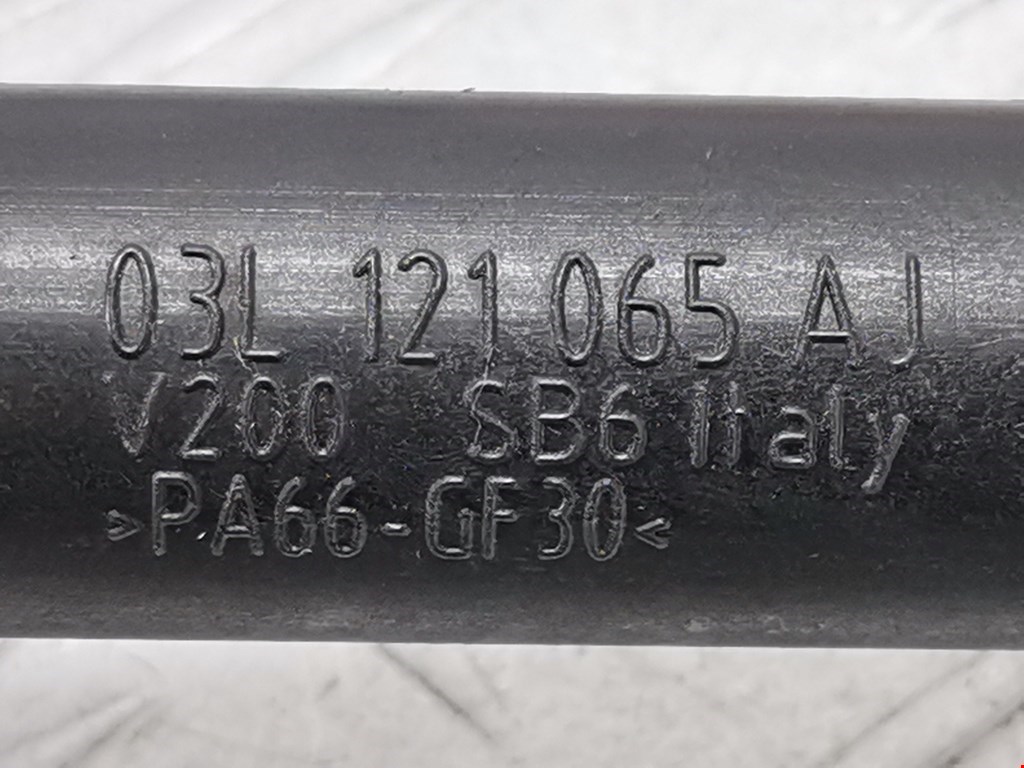 03L 121 065 AJ
V200 SB6 Italy
>PA66-GF30<